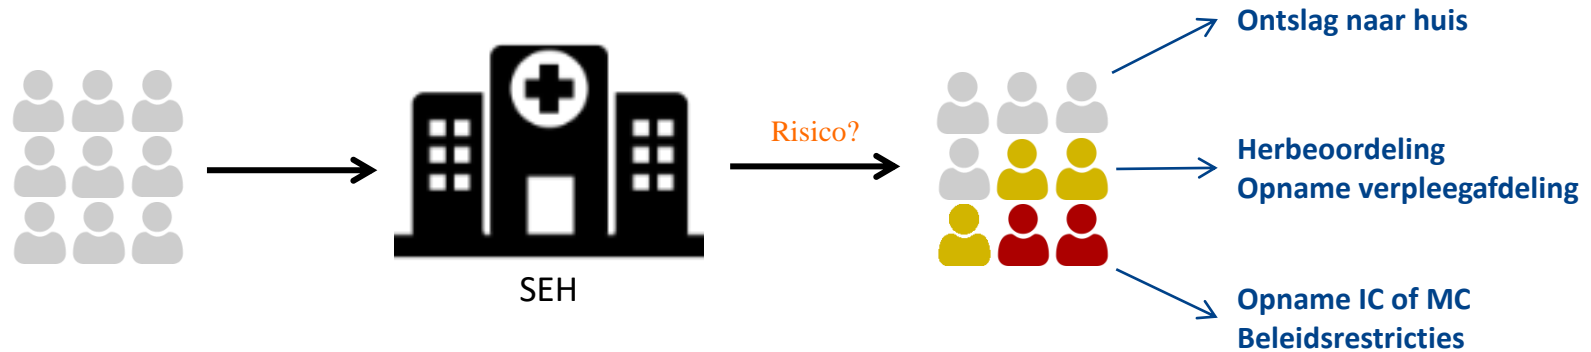 Ontslag naar huis
Risico?
Herbeoordeling
Opname verpleegafdeling
SEH
Opname IC of MC
Beleidsrestricties